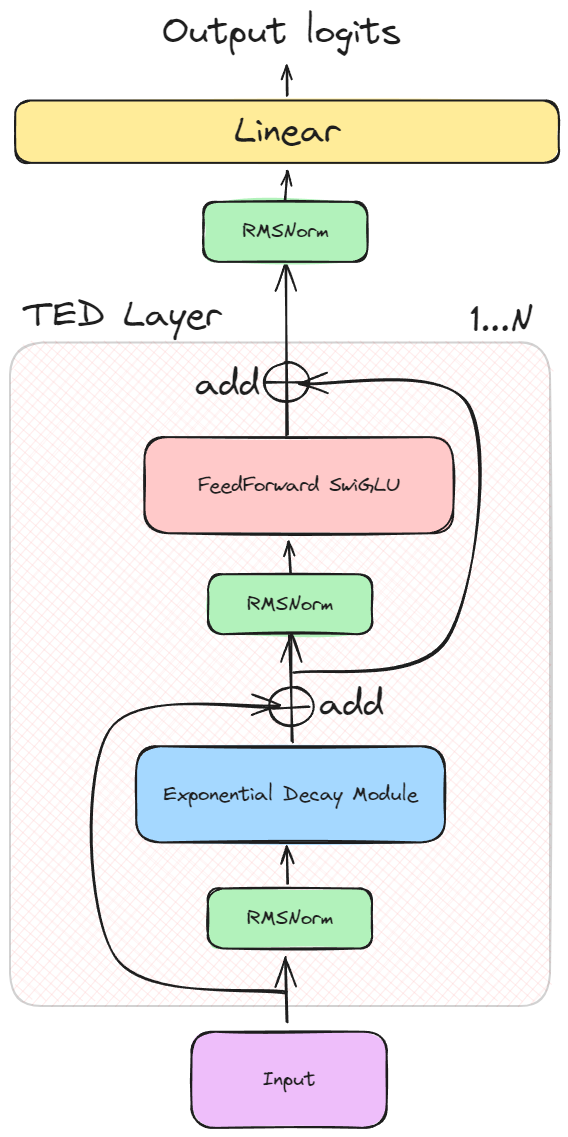 Output logits
Linear
RMSNorm
TED Layer
1...N
add
FeedForward SwiGLU
RMSNorm
add
Exponential Decay Module
RMSNorm
Input